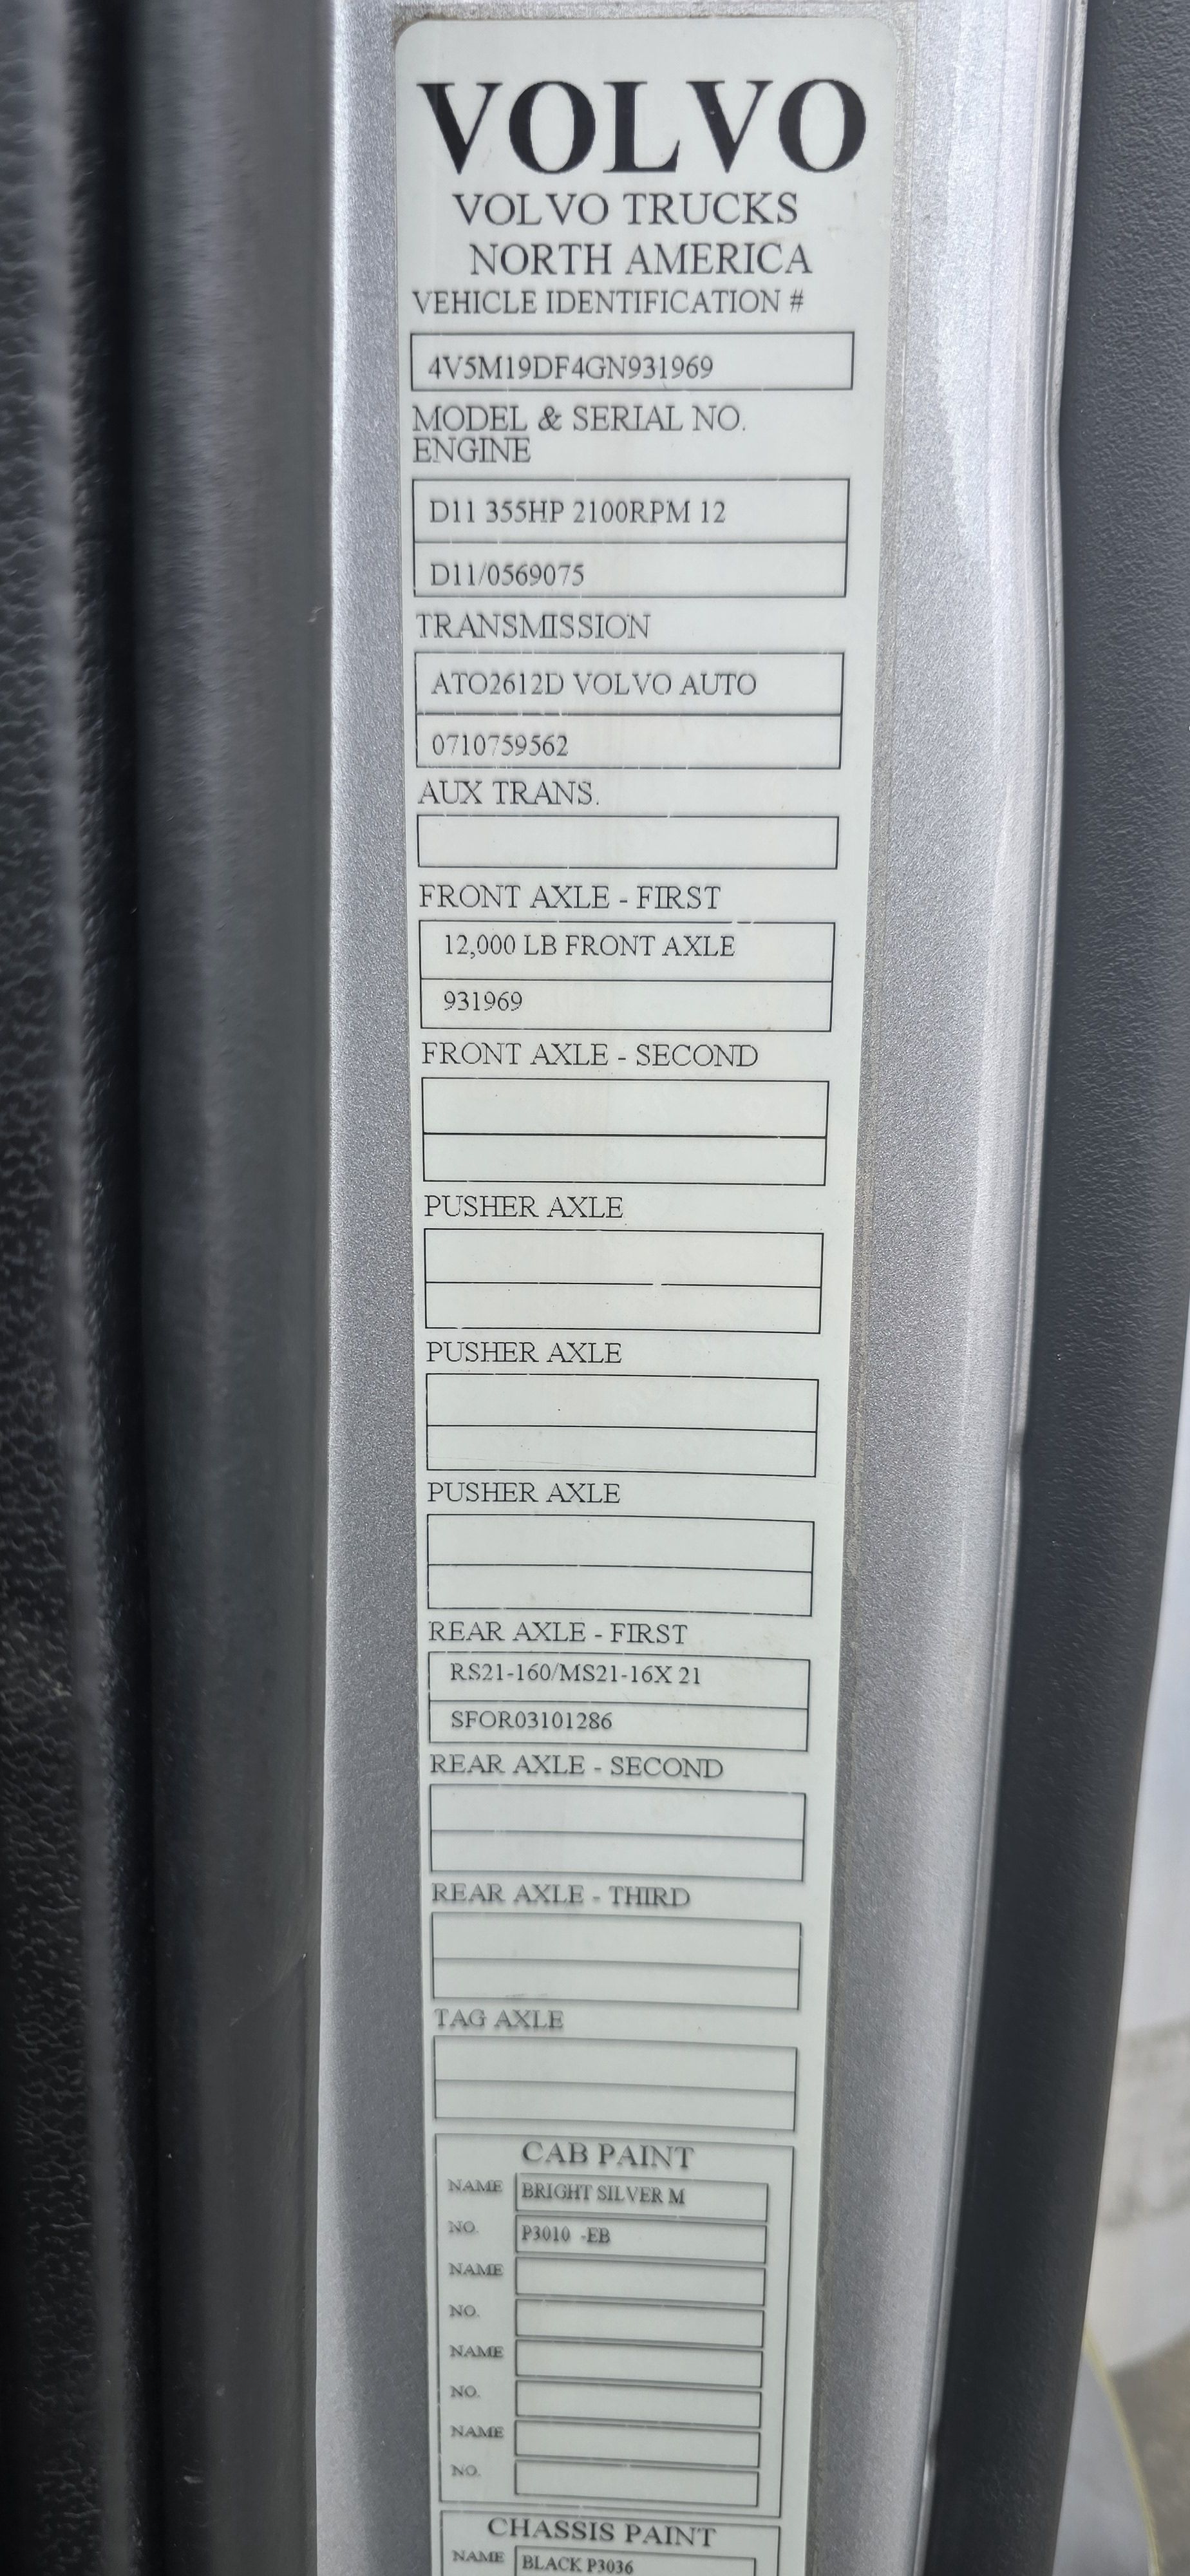 VOLVO
VOLVO TRUCKS
NORTH AMERICA
VEHICLE IDENTIFICATION #
4V5M19DF4GN931969
MODEL & SERIAL NO.
ENGINE
D11 355HP 2100RPM 12
D11/0569075
TRANSMISSION
ATO2612D VOLVO AUTO
0710759562
AUX TRANS.
FRONT AXLE - FIRST
12,000 LB FRONT AXLE
931969
FRONT AXLE - SECOND
PUSHER AXLE
PUSHER AXLE
PUSHER AXLE
REAR AXLE - FIRST
RS21-160/MS21-16X 21
SFOR03101286
REAR AXLE - SECOND
REAR AXLE - THIRD
TAG AXLE
CAB PAINT
NAME BRIGHT SILVER M
NO. P3010 -EB
NAME
NO.
NAME
NO.
NAME
NO.
CHASSIS PAINT
NAME BLACK P3036